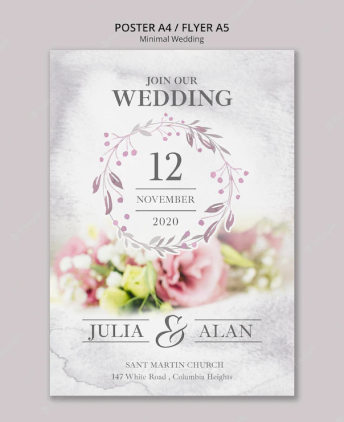 POSTER A4 / FLYER A5
Minimal Wedding
JOIN OUR
WEDDING
12
NOVEMBER
2020
JULIA & ALAN
SANT MARTIN CHURCH
347 White Road , Columbia Heights